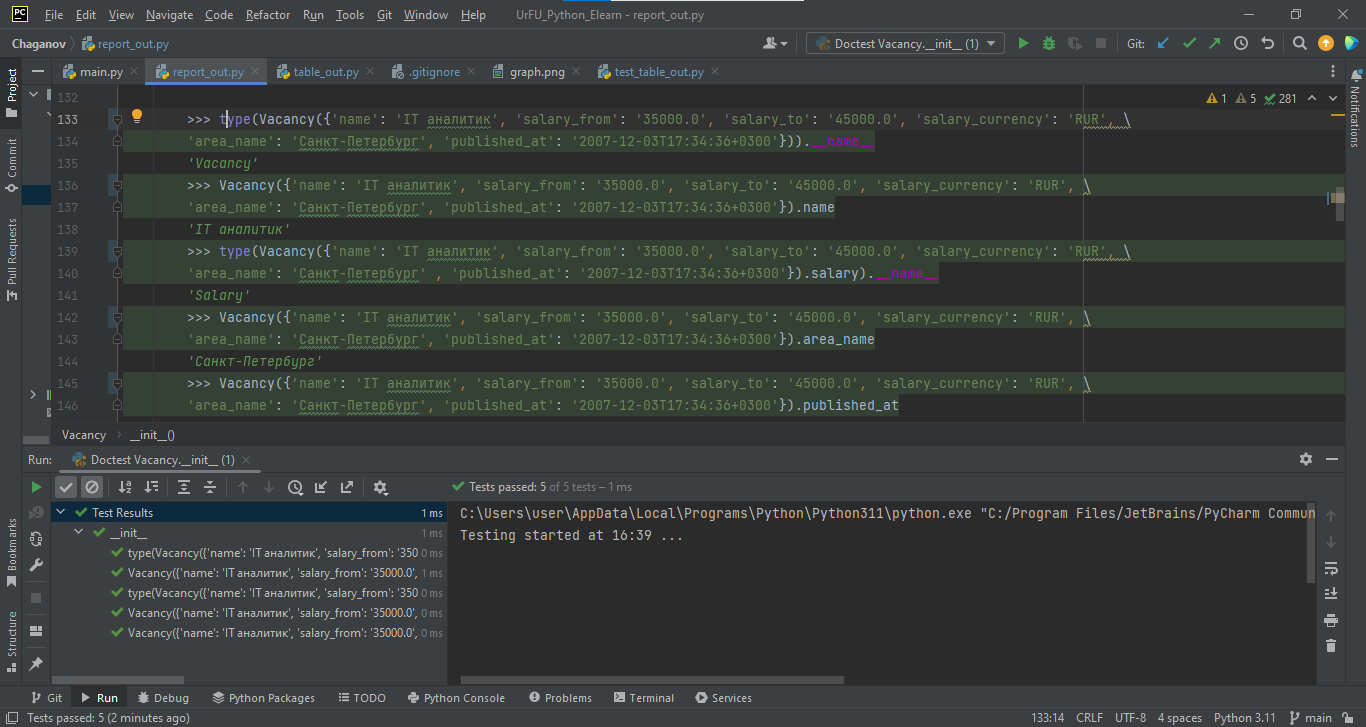 PC File Edit View Navigate Code Refactor Run Tools Git Window Help UrFU_Python_Elearn - report_out.py
Chaganov report_out.py Doctest Vacancy.__init__ (1) Git:
Project
Commit
Pull Requests
Bookmarks
Structure
Notifications
main.py report_out.py table_out.py .gitignore graph.png test_table_out.py
132 1 5 281
133 >>> type(Vacancy({'name': 'IT аналитик', 'salary_from': '35000.0', 'salary_to': '45000.0', 'salary_currency': 'RUR', \
134 'area_name': 'Санкт-Петербург', 'published_at': '2007-12-03T17:34:36+0300'})).__name__
135 'Vacancy'
136 >>> Vacancy({'name': 'IT аналитик', 'salary_from': '35000.0', 'salary_to': '45000.0', 'salary_currency': 'RUR', \
137 'area_name': 'Санкт-Петербург', 'published_at': '2007-12-03T17:34:36+0300'}).name
138 'IT аналитик'
139 >>> type(Vacancy({'name': 'IT аналитик', 'salary_from': '35000.0', 'salary_to': '45000.0', 'salary_currency': 'RUR', \
140 'area_name': 'Санкт-Петербург' , 'published_at': '2007-12-03T17:34:36+0300'}).salary).__name__
141 'Salary'
142 >>> Vacancy({'name': 'IT аналитик', 'salary_from': '35000.0', 'salary_to': '45000.0', 'salary_currency': 'RUR', \
143 'area_name': 'Санкт-Петербург', 'published_at': '2007-12-03T17:34:36+0300'}).area_name
144 'Санкт-Петербург'
145 >>> Vacancy({'name': 'IT аналитик', 'salary_from': '35000.0', 'salary_to': '45000.0', 'salary_currency': 'RUR', \
146 'area_name': 'Санкт-Петербург', 'published_at': '2007-12-03T17:34:36+0300'}).published_at
Vacancy __init__()
Run: Doctest Vacancy.__init__ (1)
Tests passed: 5 of 5 tests – 1 ms
Test Results 1 ms
__init__ 1 ms
type(Vacancy({'name': 'IT аналитик', 'salary_from': '350 0 ms
Vacancy({'name': 'IT аналитик', 'salary_from': '35000.0', 1 ms
type(Vacancy({'name': 'IT аналитик', 'salary_from': '350 0 ms
Vacancy({'name': 'IT аналитик', 'salary_from': '35000.0', 0 ms
Vacancy({'name': 'IT аналитик', 'salary_from': '35000.0', 0 ms
C:\Users\user\AppData\Local\Programs\Python\Python311\python.exe "C:/Program Files/JetBrains/PyCharm Commun
Testing started at 16:39 ...
Git Run Debug Python Packages TODO Python Console Problems Terminal Services
Tests passed: 5 (2 minutes ago) 133:14 CRLF UTF-8 4 spaces Python 3.11 main